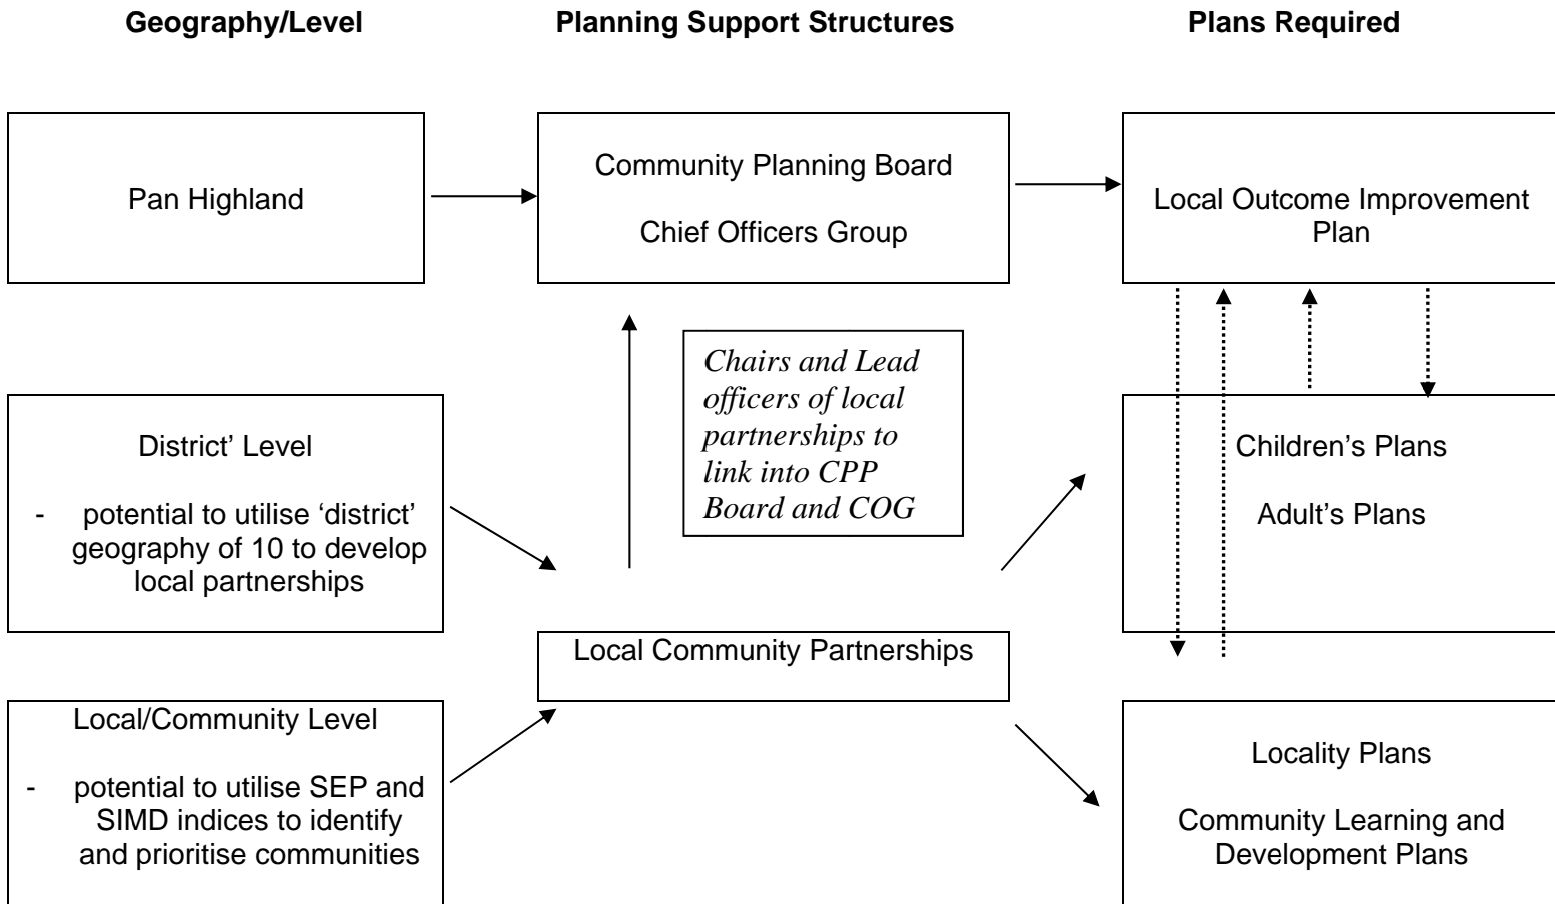 Geography/Level
Planning Support Structures
Plans Required
Pan Highland
Community Planning Board
Chief Officers Group
Local Outcome Improvement
Plan
Chairs and Lead
officers of local
partnerships to
link into CPP
Board and COG
District’ Level
- potential to utilise ‘district’
geography of 10 to develop
local partnerships
Children’s Plans
Adult’s Plans
Local Community Partnerships
Local/Community Level
- potential to utilise SEP and
SIMD indices to identify
and prioritise communities
Locality Plans
Community Learning and
Development Plans